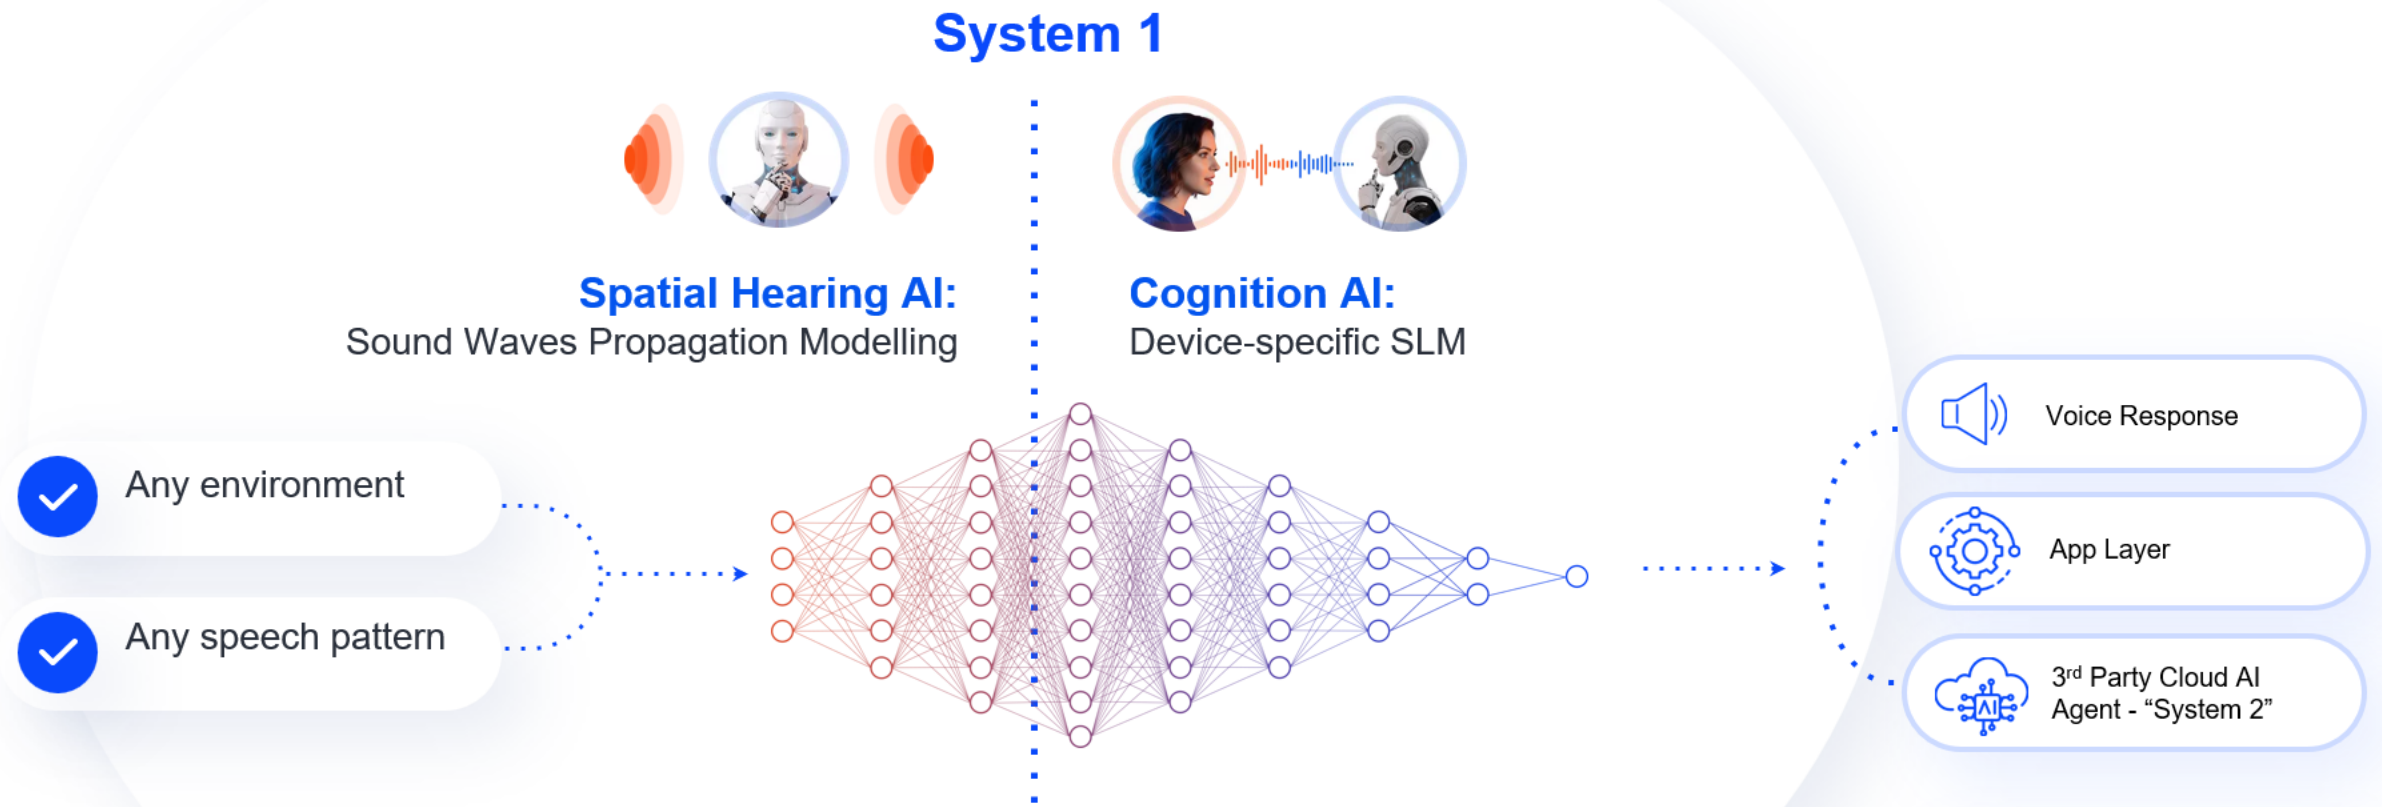 System 1
Spatial Hearing AI:
Sound Waves Propagation Modelling
Cognition AI:
Device-specific SLM
Any environment
Any speech pattern
Voice Response
App Layer
3rd Party Cloud AI
Agent - “System 2”
AI